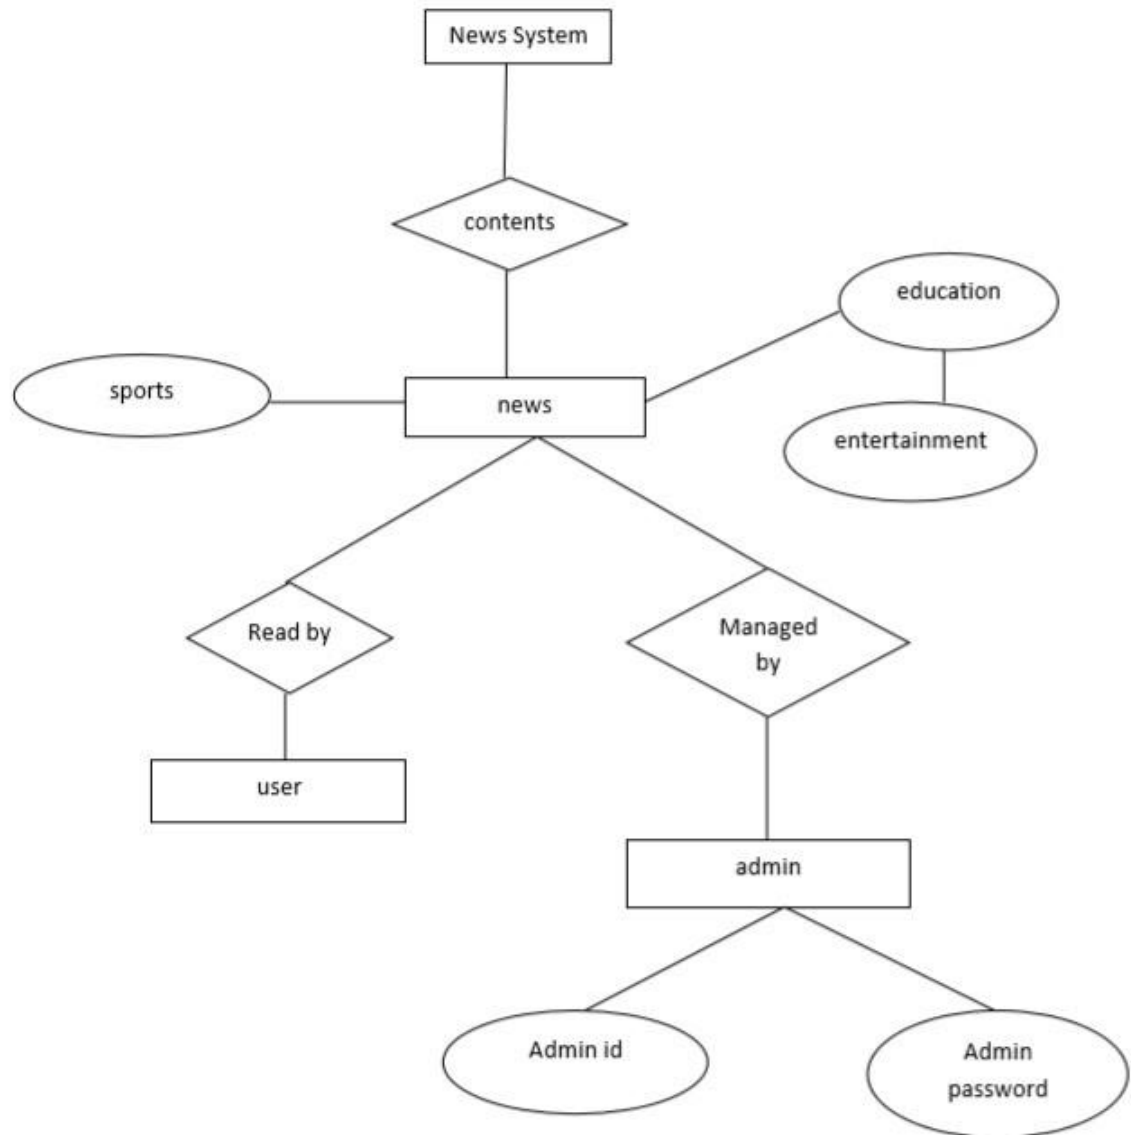 News System
contents
education
sports
news
entertainment
Read by
Managed
by
user
admin
Admin id
Admin
password